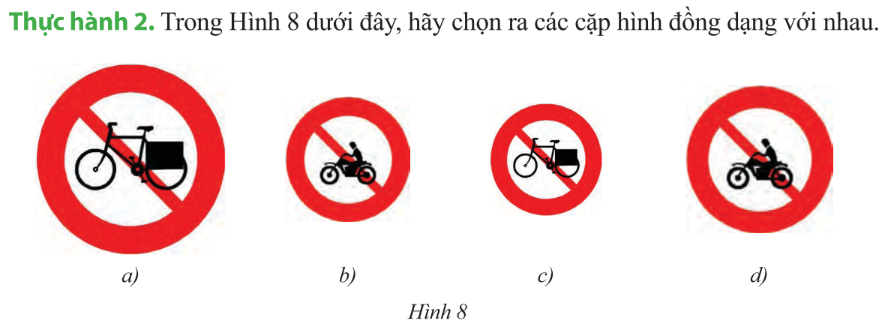 Thực hành 2. Trong Hình 8 dưới đây, hãy chọn ra các cặp hình đồng dạng với nhau.
a) b) c) d)
Hình 8